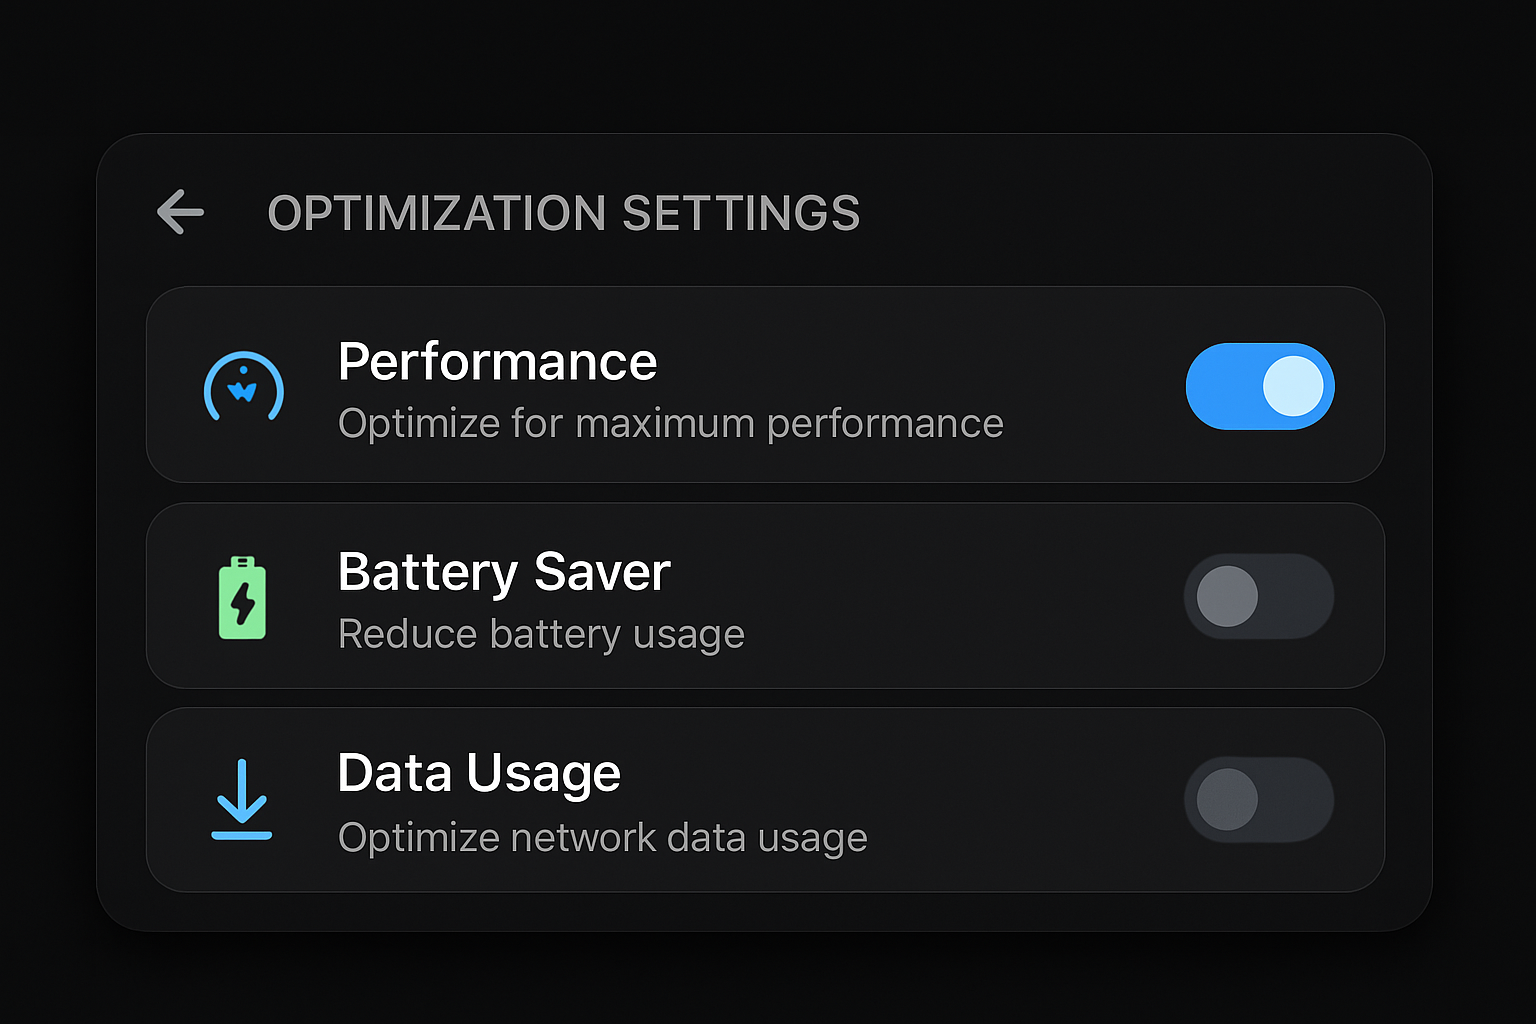 OPTIMIZATION SETTINGS
Performance
Optimize for maximum performance
Battery Saver
Reduce battery usage
Data Usage
Optimize network data usage